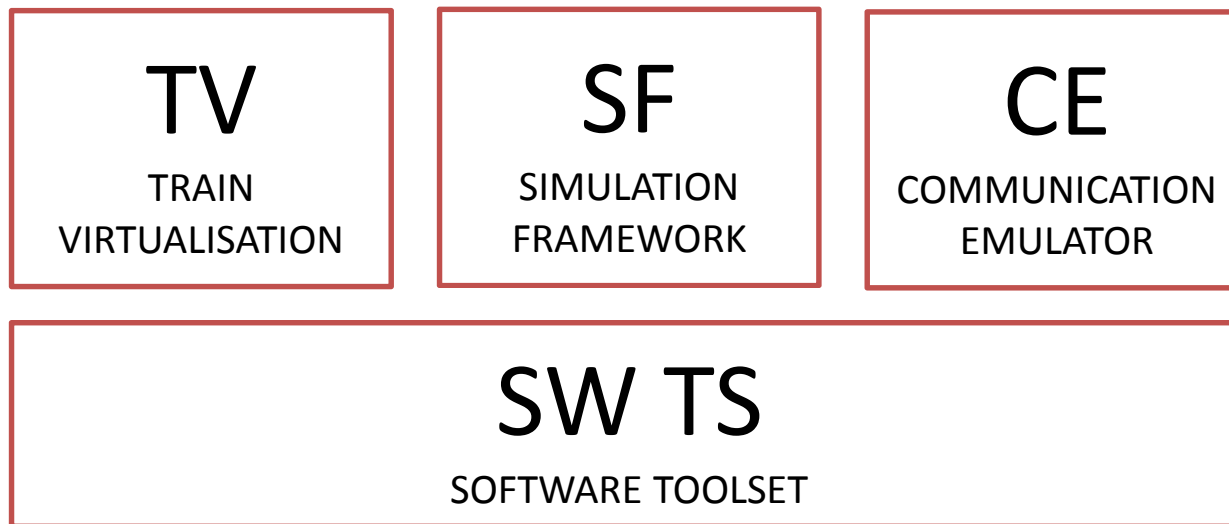 TV
TRAIN
VIRTUALISATION
SF
SIMULATION
FRAMEWORK
CE
COMMUNICATION
EMULATOR
SW TS
SOFTWARE TOOLSET